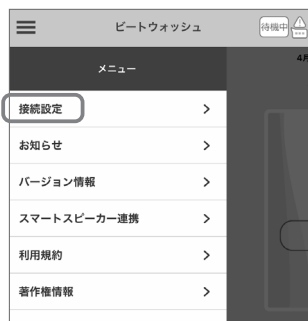 ビートウォッシュ 待機中
4月
メニュー
接続設定
お知らせ
バージョン情報
スマートスピーカー連携
利用規約
著作権情報